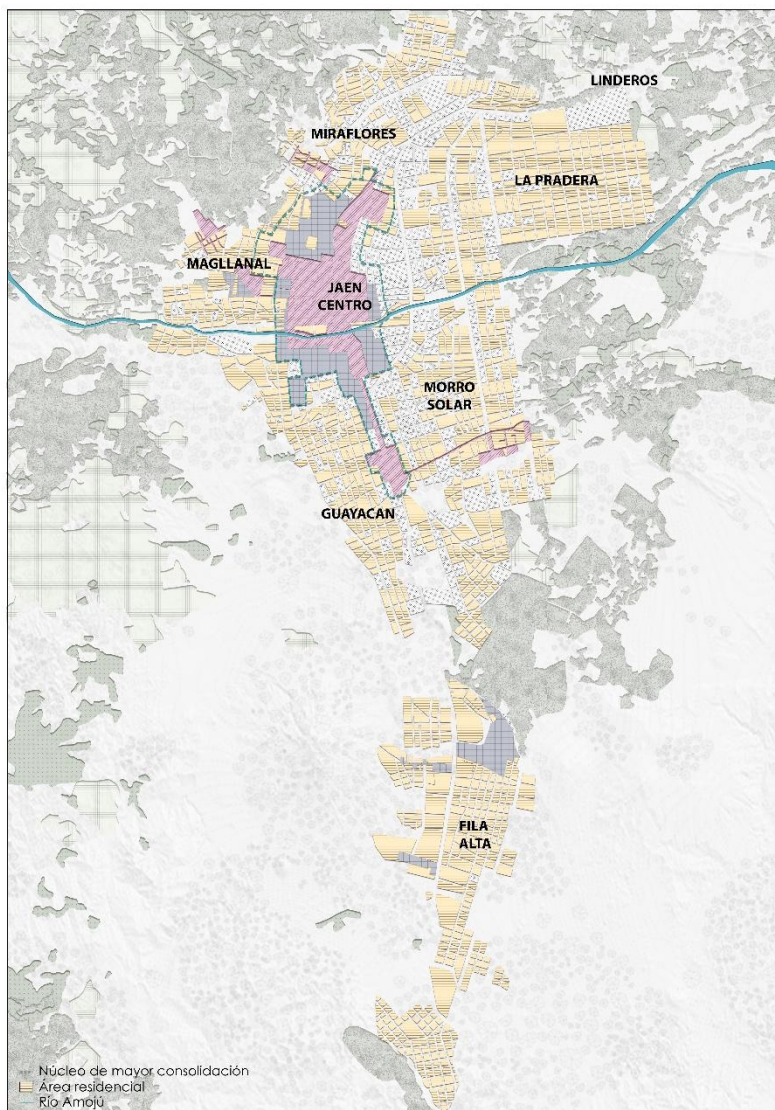 LINDEROS
MIRAFLORES
LA PRADERA
MAGLLANAL
JAEN
CENTRO
MORRO
SOLAR
GUAYACAN
FILA
ALTA
Núcleo de mayor consolidación
Área residencial
Río Amojú